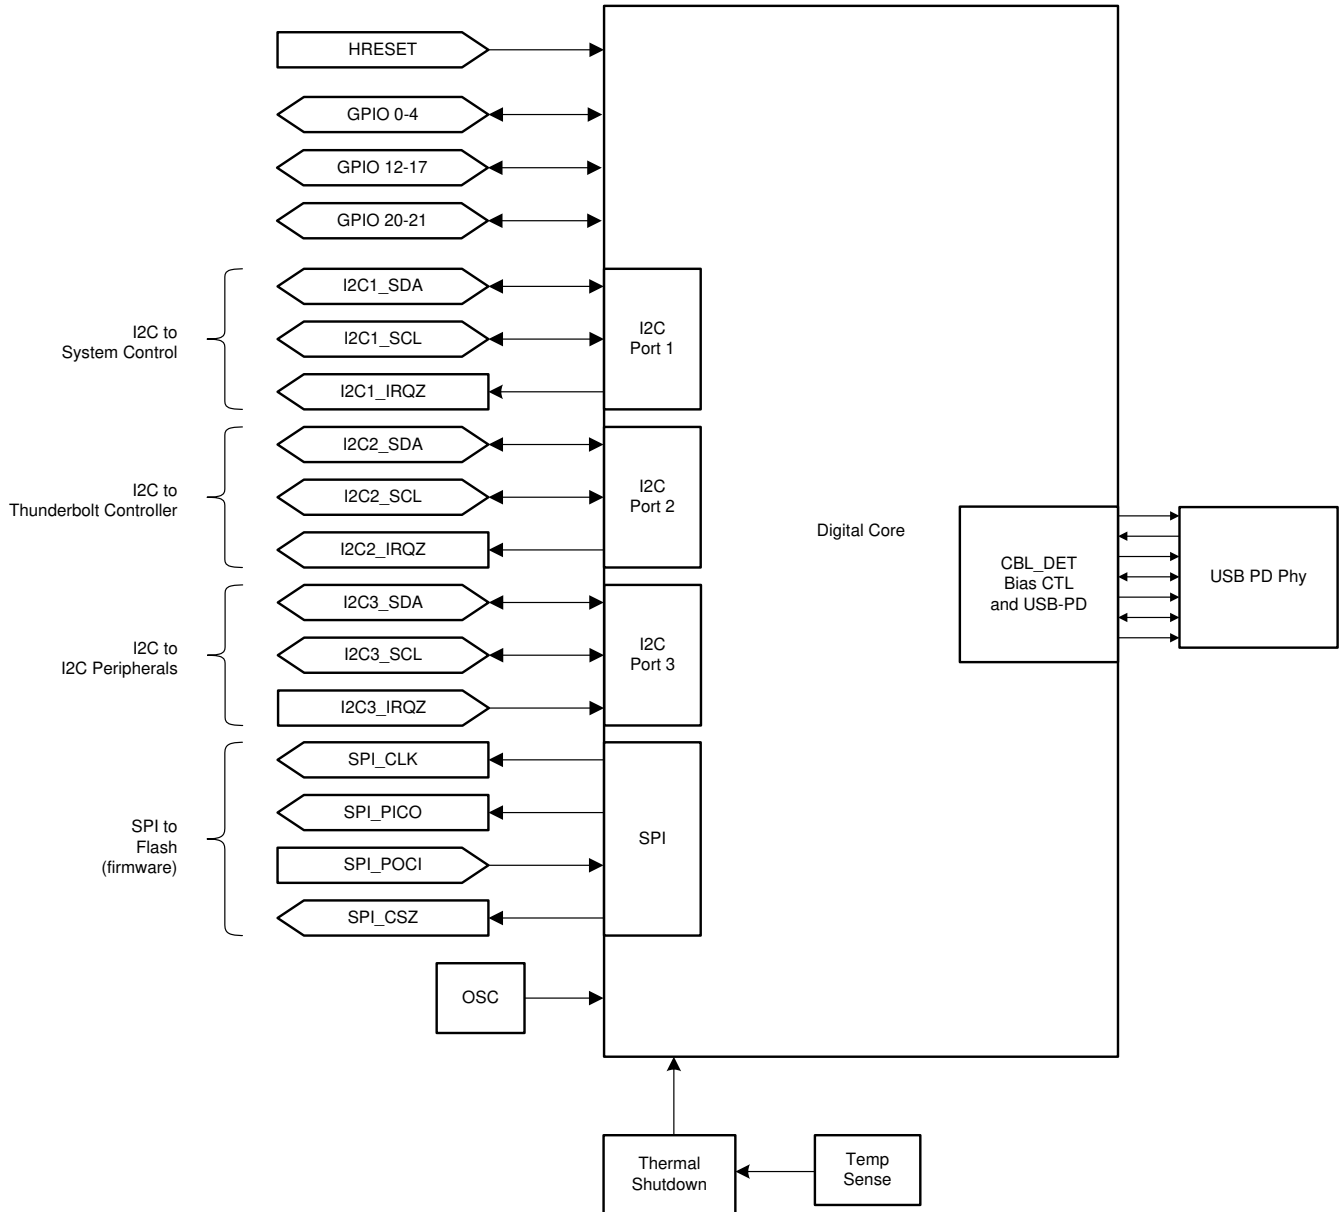 HRESET
GPIO 0-4
GPIO 12-17
GPIO 20-21
I2C to
System Control
I2C1_SDA
I2C1_SCL
I2C1_IRQZ
I2C
Port 1
I2C to
Thunderbolt Controller
I2C2_SDA
I2C2_SCL
I2C2_IRQZ
I2C
Port 2
Digital Core
CBL_DET
Bias CTL
and USB-PD
USB PD Phy
I2C to
I2C Peripherals
I2C3_SDA
I2C3_SCL
I2C3_IRQZ
I2C
Port 3
SPI to
Flash
(firmware)
SPI_CLK
SPI_PICO
SPI_POCI
SPI_CSZ
SPI
OSC
Thermal
Shutdown
Temp
Sense